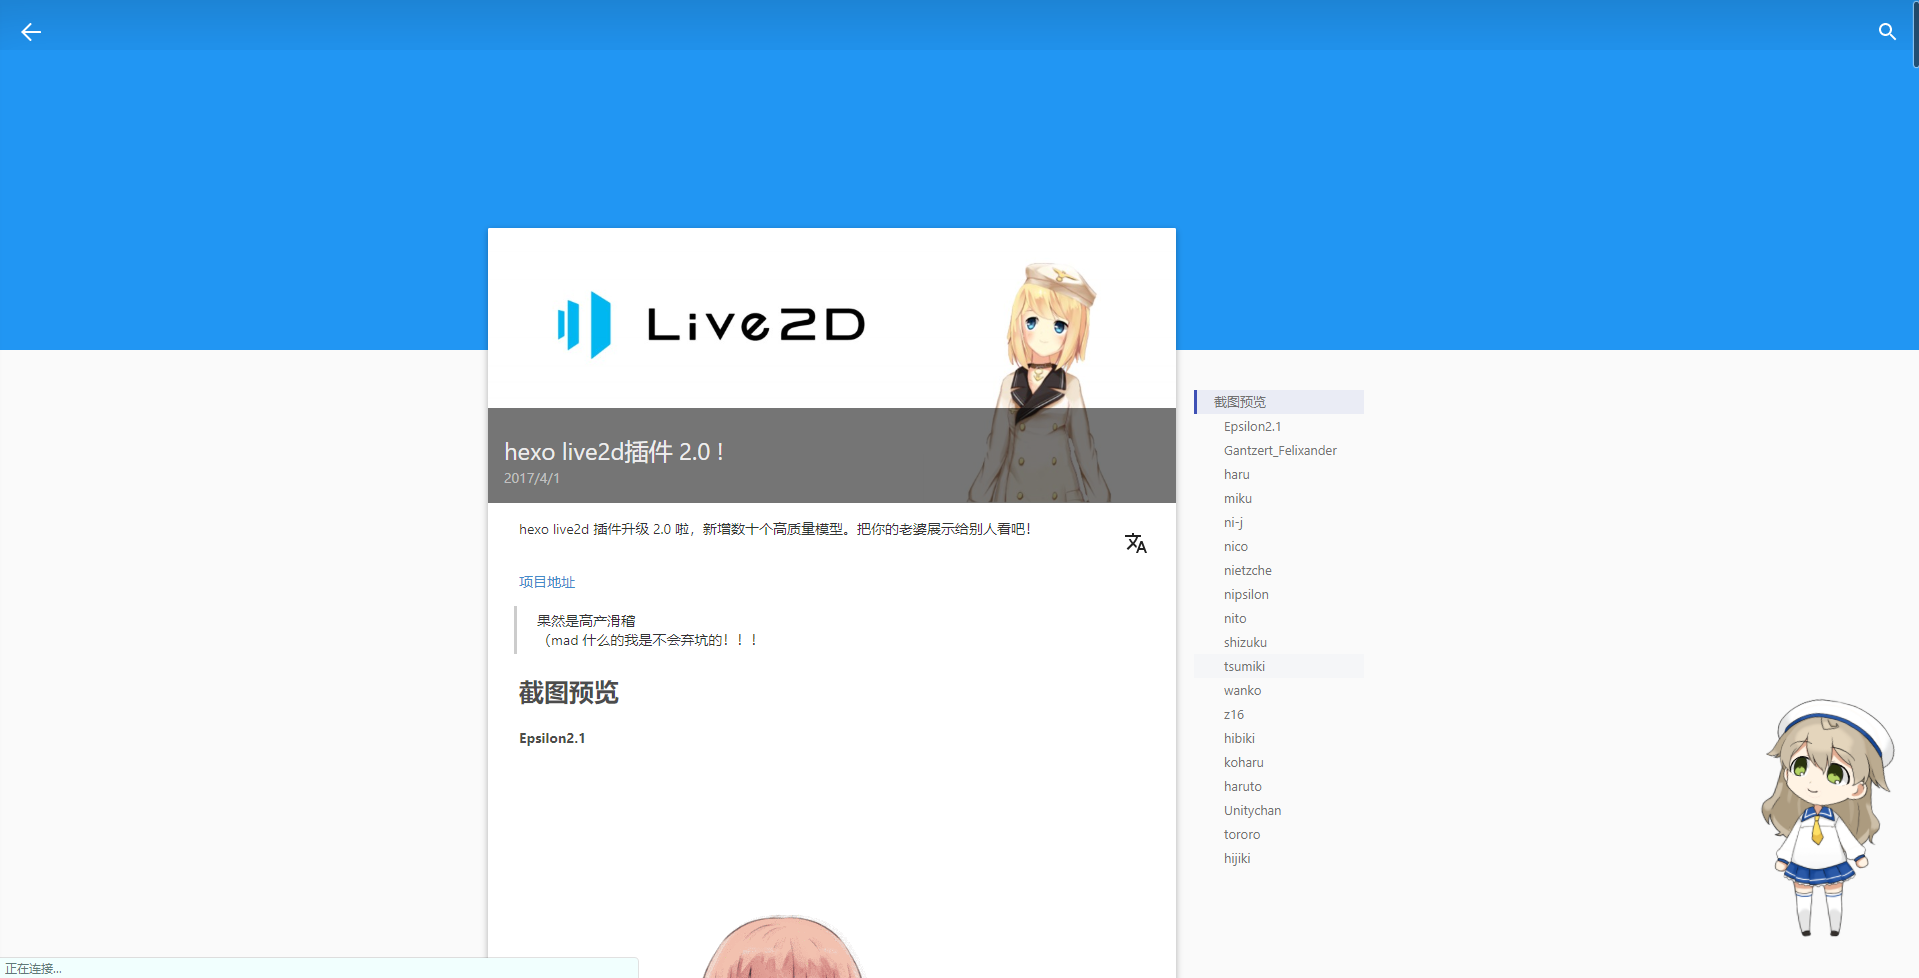 Live2D
hexo live2d插件 2.0 !
2017/4/1
hexo live2d 插件升级 2.0 啦，新增数十个高质量模型。把你的老婆展示给别人看吧！
项目地址
果然是高产滑稽
（mad 什么的我是不会弃坑的！！！
截图预览
Epsilon2.1
截图预览
Epsilon2.1
Gantzert_Felixander
haru
miku
ni-j
nico
nietzche
nipsilon
nito
shizuku
tsumiki
wanko
z16
hibiki
koharu
haruto
Unitychan
tororo
hijiki
正在连接...